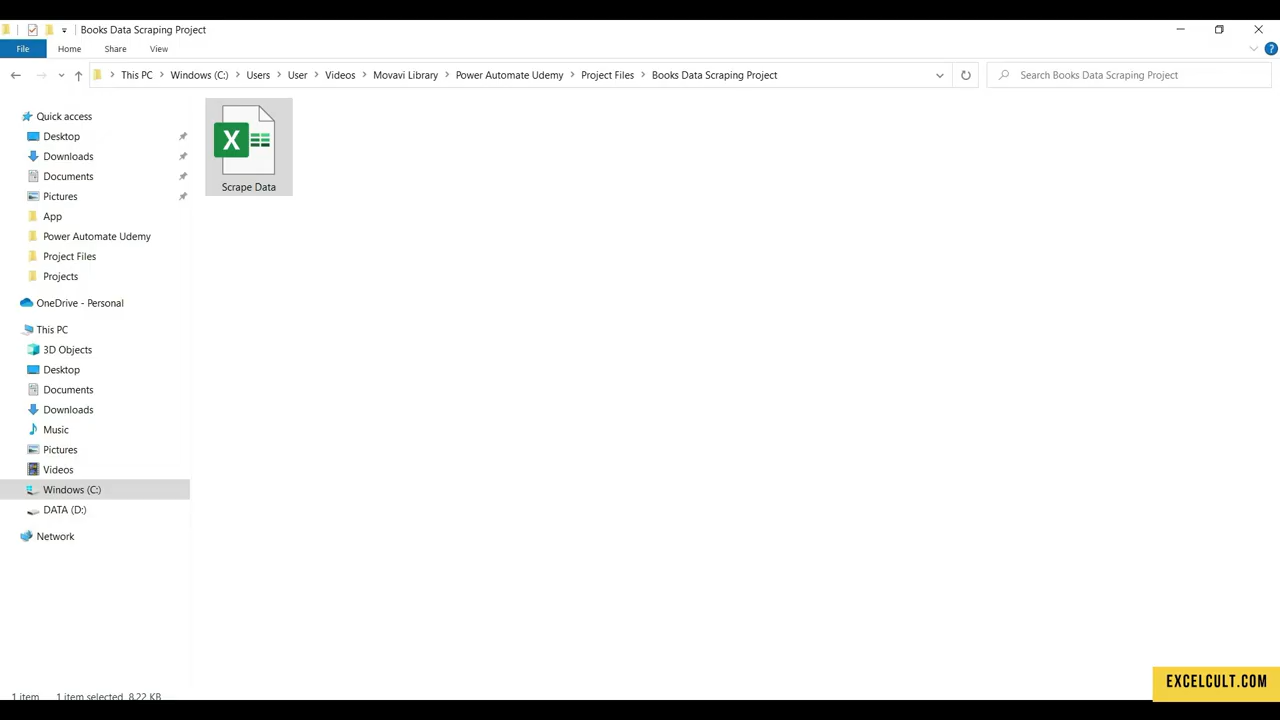 Books Data Scraping Project
File Home Share View
This PC Windows (C:) Users User Videos Movavi Library Power Automate Udemy Project Files Books Data Scraping Project Search Books Data Scraping Project
Quick access
Desktop
Downloads
Documents
Pictures
App
Power Automate Udemy
Project Files
Projects
OneDrive - Personal
This PC
3D Objects
Desktop
Documents
Downloads
Music
Pictures
Videos
Windows (C:)
DATA (D:)
Network
X
Scrape Data
1 item 1 item selected 8.22 KB
EXCELCULT.COM